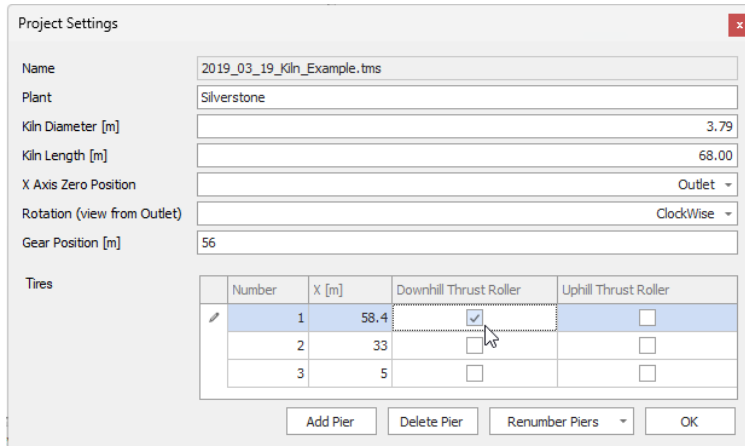 Project Settings
x
Name 2019_03_19_Kiln_Example.tms
Plant Silverstone
Kiln Diameter [m] 3.79
Kiln Length [m] 68.00
X Axis Zero Position Outlet
Rotation (view from Outlet) ClockWise
Gear Position [m] 56
Tires
Number X [m] Downhill Thrust Roller Uphill Thrust Roller
1 58.4
2 33
3 5
Add Pier Delete Pier Renumber Piers OK